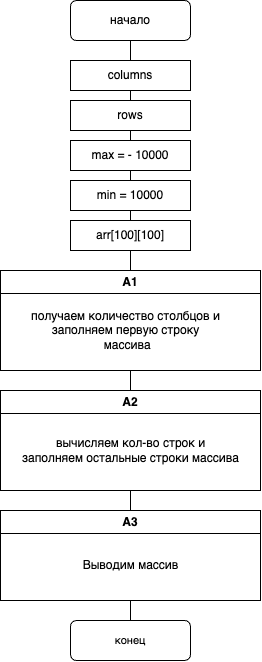 начало
columns
rows
max = - 10000
min = 10000
arr[100][100]
A1
получаем количество столбцов и
заполняем первую строку
массива
A2
вычисляем кол-во строк и
заполняем остальные строки массива
A3
Выводим массив
конец